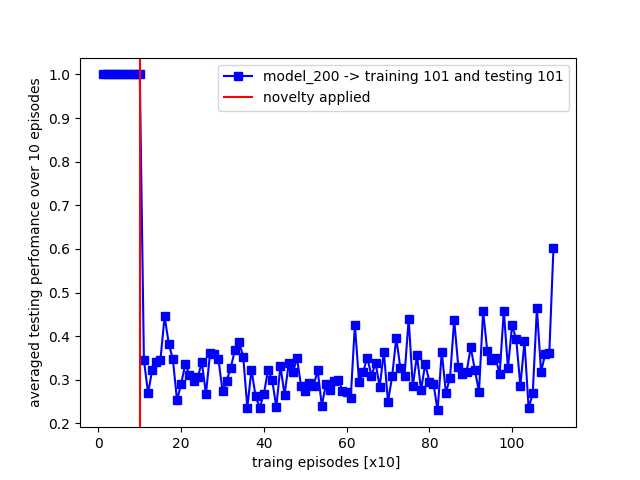 model_200 -> training 101 and testing 101
novelty applied
averaged testing perfomance over 10 episodes
1.0
0.9
0.8
0.7
0.6
0.5
0.4
0.3
0.2
0 20 40 60 80 100
traing episodes [x10]